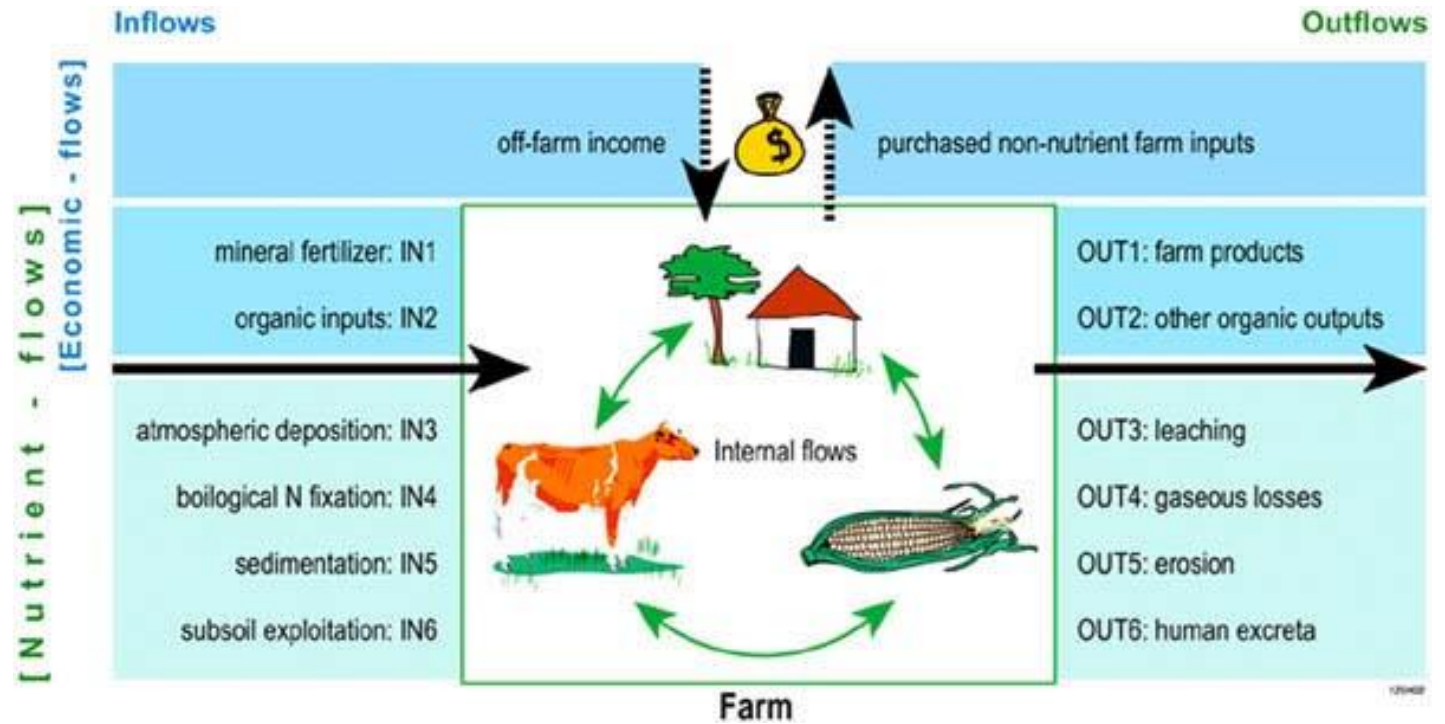 Inflows
Outflows
[Economic - flows]
[Nutrient - flows]
off-farm income
$
purchased non-nutrient farm inputs
mineral fertilizer: IN1
organic inputs: IN2
OUT1: farm products
OUT2: other organic outputs
atmospheric deposition: IN3
boilogical N fixation: IN4
sedimentation: IN5
subsoil exploitation: IN6
Internal flows
OUT3: leaching
OUT4: gaseous losses
OUT5: erosion
OUT6: human excreta
Farm